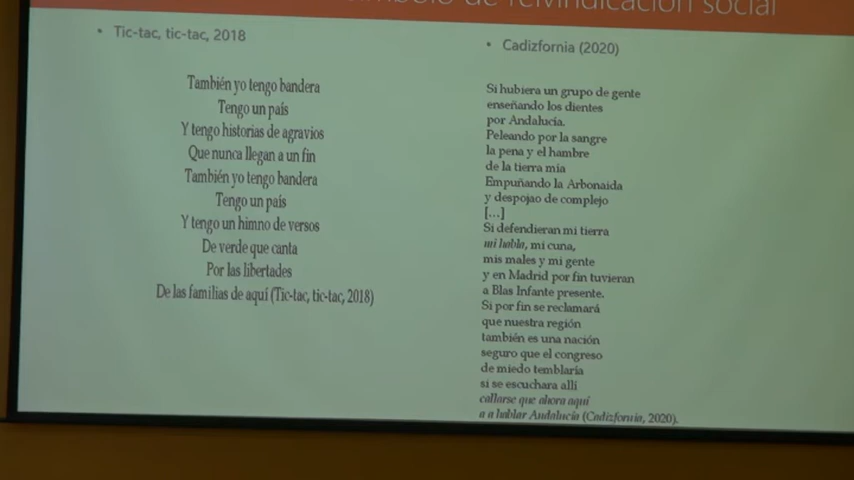 de reivindicación social
• Tic-tac, tic-tac, 2018
También yo tengo bandera
Tengo un país
Y tengo historias de agravios
Que nunca llegan a un fin
También yo tengo bandera
Tengo un país
Y tengo un himno de versos
De verde que canta
Por las libertades
De las familias de aquí (Tic-tac, tic-tac, 2018)
• Cadizfornia (2020)
Si hubiera un grupo de gente
enseñando los dientes
por Andalucía.
Peleando por la sangre
la pena y el hambre
de la tierra mia
Empuñando la Arbonaida
y despojao de complejo
[...]
Si defendieran mi tierra
mi habla, mi cuna,
mis males y mi gente
y en Madrid por fin tuvieran
a Blas Infante presente.
Si por fin se reclamará
que nuestra región
también es una nación
seguro que el congreso
de miedo temblaría
si se escuchara allí
callarse que ahora aquí
a a hablar Andalucía (Cadizfornia, 2020).